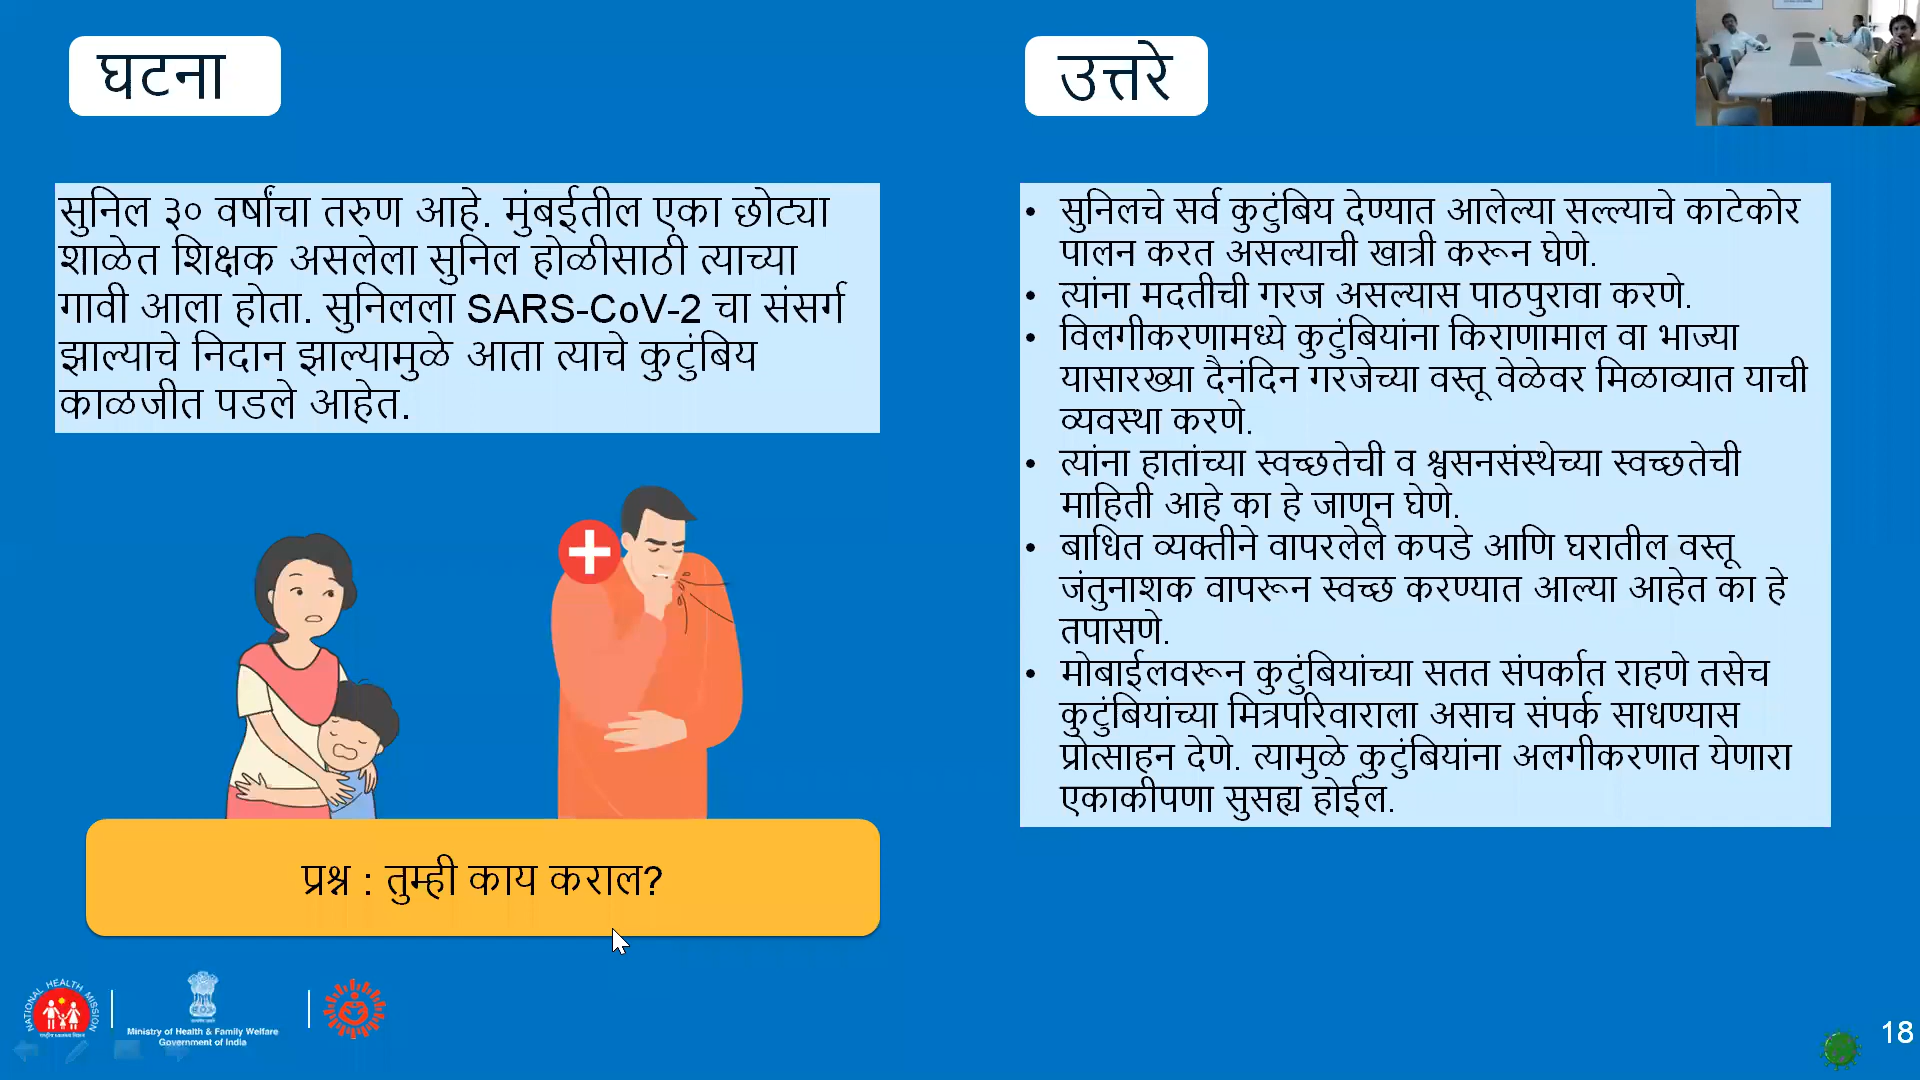 घटना
सुनिल ३० वर्षांचा तरुण आहे. मुंबईतील एका छोट्या
शाळेत शिक्षक असलेला सुनिल होळीसाठी त्याच्या
गावी आला होता. सुनिलला SARS-CoV-2 चा संसर्ग
झाल्याचे निदान झाल्यामुळे आता त्याचे कुटुंबिय
काळजीत पडले आहेत.
प्रश्न : तुम्ही काय कराल?
उत्तरे
• सुनिलचे सर्व कुटुंबिय देण्यात आलेल्या सल्ल्याचे काटेकोर
पालन करत असल्याची खात्री करून घेणे.
• त्यांना मदतीची गरज असल्यास पाठपुरावा करणे.
• विलगीकरणामध्ये कुटुंबियांना किराणामाल वा भाज्या
यासारख्या दैनंदिन गरजेच्या वस्तू वेळेवर मिळाव्यात याची
व्यवस्था करणे.
• त्यांना हातांच्या स्वच्छतेची व श्वसनसंस्थेच्या स्वच्छतेची
माहिती आहे का हे जाणून घेणे.
• बाधित व्यक्तीने वापरलेले कपडे आणि घरातील वस्तू
जंतुनाशक वापरून स्वच्छ करण्यात आल्या आहेत का हे
तपासणे.
• मोबाईलवरून कुटुंबियांच्या सतत संपर्कात राहणे तसेच
कुटुंबियांच्या मित्रपरिवाराला असाच संपर्क साधण्यास
प्रोत्साहन देणे. त्यामुळे कुटुंबियांना अलगीकरणात येणारा
एकाकीपणा सुसह्य होईल.
NATIONAL HEALTH MISSION
Ministry of Health & Family Welfare
Government of India
18